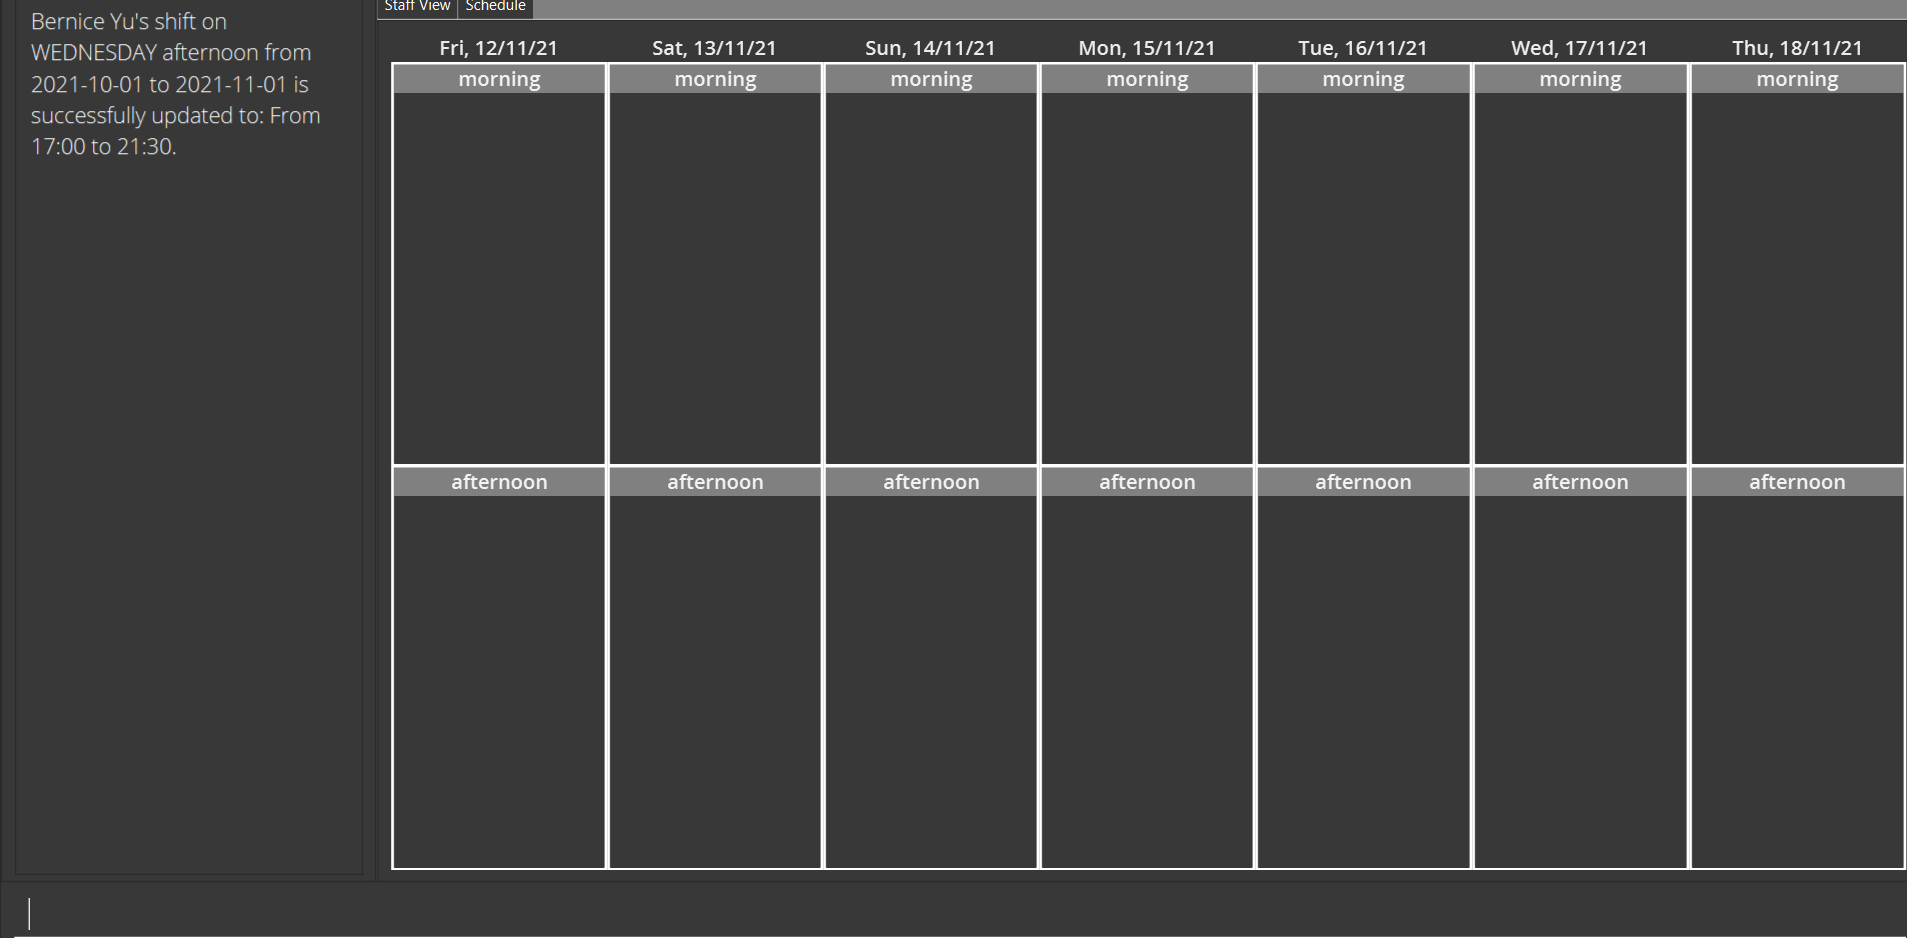 Bernice Yu's shift on
WEDNESDAY afternoon from
2021-10-01 to 2021-11-01 is
successfully updated to: From
17:00 to 21:30.
Staff View Schedule
Fri, 12/11/21 Sat, 13/11/21 Sun, 14/11/21 Mon, 15/11/21 Tue, 16/11/21 Wed, 17/11/21 Thu, 18/11/21
morning morning morning morning morning morning morning
afternoon afternoon afternoon afternoon afternoon afternoon afternoon